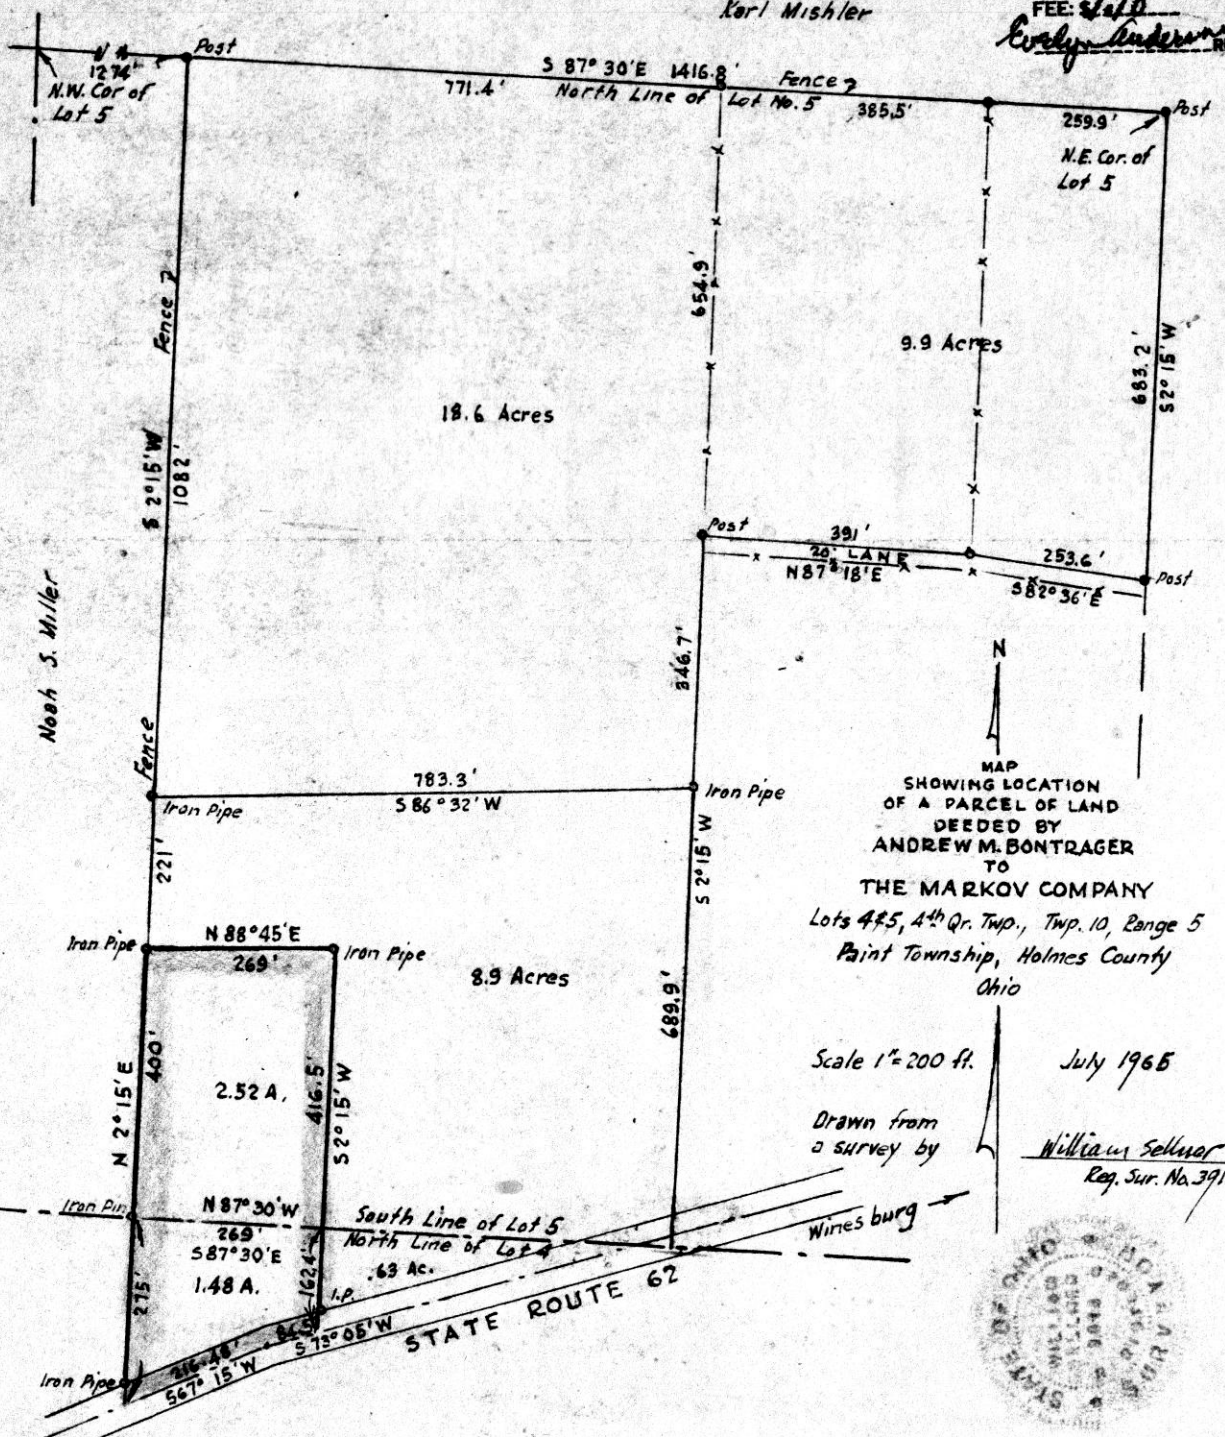 Karl Mishler
FEE:
Post
1274'
N.W. Cor of
Lot 5
S 87° 30' E 1416.8'
771.4'
North Line of Lot No. 5
Fence
385.5'
259.9'
Post
N.E. Cor. of
Lot 5
Fence
S 2° 15' W
1082'
654.9'
9.9 Acres
683.2'
S 2° 15' W
18.6 Acres
Post
391'
20' LANE
N 87° 18' E
253.6'
S 82° 36' E
Post
Noah S. Miller
346.7'
N
Fence
783.3'
S 86° 32' W
Iron Pipe
Iron Pipe
221'
S 2° 15' W
MAP
SHOWING LOCATION
OF A PARCEL OF LAND
DEEDED BY
ANDREW M. BONTRAGER
TO
THE MARKOV COMPANY
Lots 4&5, 4th Qr. Twp., Twp. 10, Range 5
Paint Township, Holmes County
Ohio
Iron Pipe
N 88° 45' E
269'
Iron Pipe
8.9 Acres
689.9'
N 2° 15' E
400'
2.52 A.
416.5'
S 2° 15' W
Scale 1"=200 ft.
July 1965
Drawn from
a survey by
William Sellner
Reg. Sur. No. 391
Iron Pin
N 87° 30' W
269'
S 87° 30' E
1.48 A.
275'
162.4'
South Line of Lot 5
North Line of Lot 4
.63 Ac.
I.P.
Winesburg
STATE ROUTE 62
S 73° 05' W
216.48'
S 67° 15' W
Iron Pipe
STATE OF OHIO